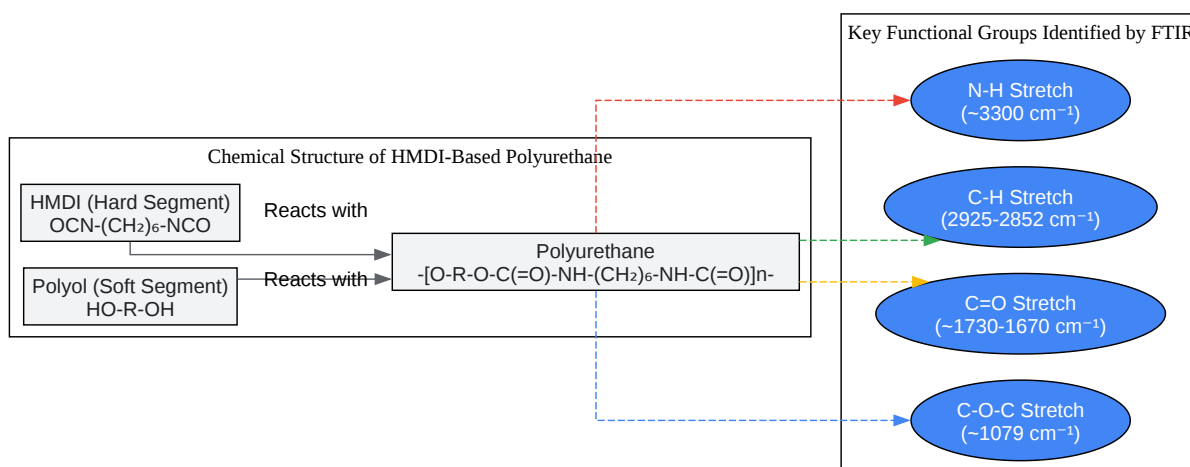 Key Functional Groups Identified by FTIR
N-H Stretch
(~3300 cm⁻¹)
Chemical Structure of HMDI-Based Polyurethane
HMDI (Hard Segment)
OCN-(CH₂)₆-NCO
Reacts with
C-H Stretch
(2925-2852 cm⁻¹)
Polyol (Soft Segment)
HO-R-OH
Reacts with
Polyurethane
-[O-R-O-C(=O)-NH-(CH₂)₆-NH-C(=O)]n-
C=O Stretch
(~1730-1670 cm⁻¹)
C-O-C Stretch
(~1079 cm⁻¹)